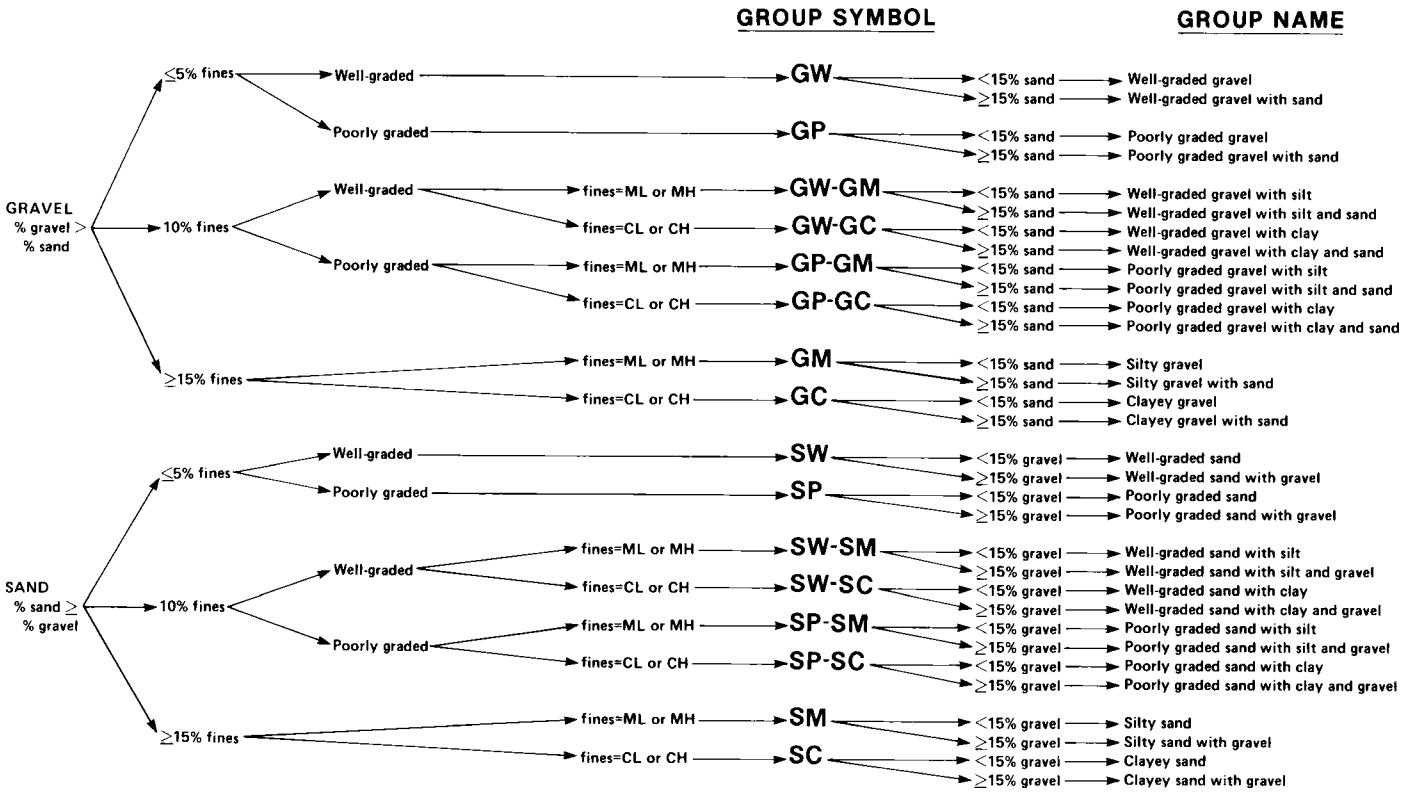 GROUP SYMBOL GROUP NAME
≤5% fines Well-graded GW <15% sand Well-graded gravel
≥15% sand Well-graded gravel with sand
Poorly graded GP <15% sand Poorly graded gravel
≥15% sand Poorly graded gravel with sand
Well-graded fines=ML or MH GW-GM <15% sand Well-graded gravel with silt
≥15% sand Well-graded gravel with silt and sand
GRAVEL
% gravel >
% sand
10% fines fines=CL or CH GW-GC <15% sand Well-graded gravel with clay
≥15% sand Well-graded gravel with clay and sand
Poorly graded fines=ML or MH GP-GM <15% sand Poorly graded gravel with silt
≥15% sand Poorly graded gravel with silt and sand
fines=CL or CH GP-GC <15% sand Poorly graded gravel with clay
≥15% sand Poorly graded gravel with clay and sand
≥15% fines fines=ML or MH GM <15% sand Silty gravel
≥15% sand Silty gravel with sand
fines=CL or CH GC <15% sand Clayey gravel
≥15% sand Clayey gravel with sand
≤5% fines Well-graded SW <15% gravel Well-graded sand
≥15% gravel Well-graded sand with gravel
Poorly graded SP <15% gravel Poorly graded sand
≥15% gravel Poorly graded sand with gravel
Well-graded fines=ML or MH SW-SM <15% gravel Well-graded sand with silt
≥15% gravel Well-graded sand with silt and gravel
SAND
% sand ≥
% gravel
10% fines fines=CL or CH SW-SC <15% gravel Well-graded sand with clay
≥15% gravel Well-graded sand with clay and gravel
Poorly graded fines=ML or MH SP-SM <15% gravel Poorly graded sand with silt
≥15% gravel Poorly graded sand with silt and gravel
fines=CL or CH SP-SC <15% gravel Poorly graded sand with clay
≥15% gravel Poorly graded sand with clay and gravel
≥15% fines fines=ML or MH SM <15% gravel Silty sand
≥15% gravel Silty sand with gravel
fines=CL or CH SC <15% gravel Clayey sand
≥15% gravel Clayey sand with gravel